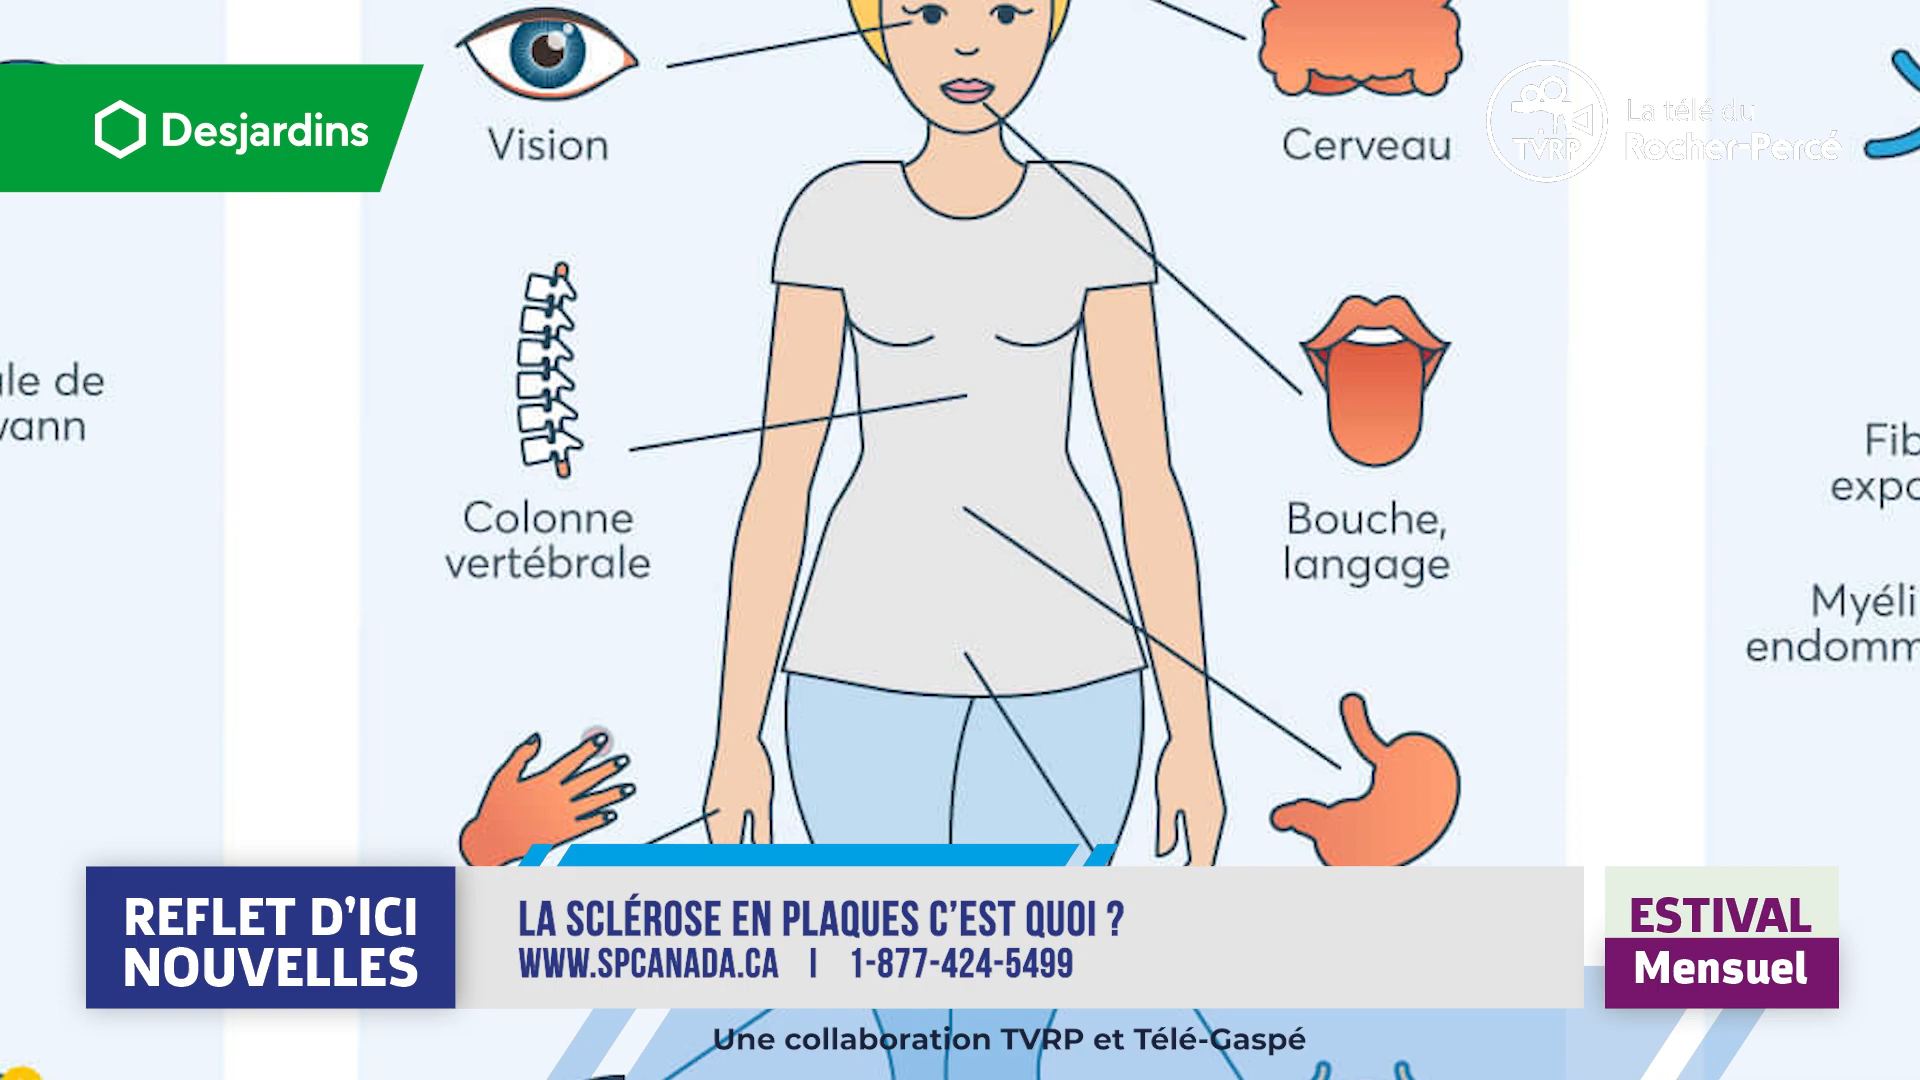 Desjardins
Vision
Cerveau
TVRP
La télé du
Rocher-Percé
Colonne
vertébrale
Bouche,
langage
REFLET D'ICI
NOUVELLES
LA SCLÉROSE EN PLAQUES C'EST QUOI ?
WWW.SPCANADA.CA I 1-877-424-5499
ESTIVAL
Mensuel
Une collaboration TVRP et Télé-Gaspé